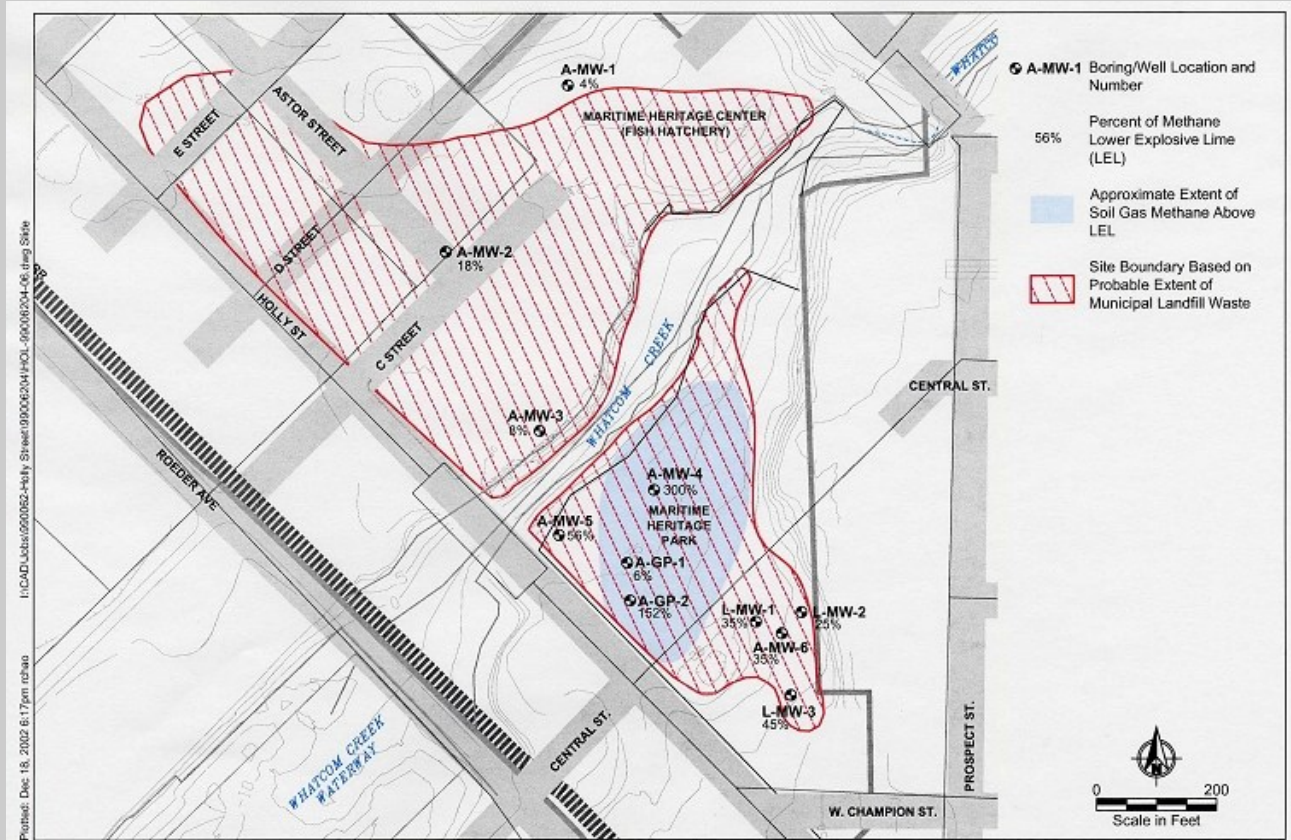 A-MW-1
4%
MARITIME HERITAGE CENTER
(FISH HATCHERY)
ASTOR STREET
E STREET
D STREET
A-MW-2
18%
HOLLY ST
C STREET
WHATCOM CREEK
A-MW-3
8%
ROEDER AVE
A-MW-4
300%
MARITIME
HERITAGE
PARK
A-MW-5
56%
A-GP-1
6%
A-GP-2
152%
L-MW-1
35%
L-MW-2
25%
A-MW-6
35%
L-MW-3
45%
CENTRAL ST.
CENTRAL ST.
PROSPECT ST.
W. CHAMPION ST.
WHATCOM CREEK
WATERWAY
WHATCO
A-MW-1 Boring/Well Location and
Number
56% Percent of Methane
Lower Explosive Lime
(LEL)
Approximate Extent of
Soil Gas Methane Above
LEL
Site Boundary Based on
Probable Extent of
Municipal Landfill Waste
N
0 200
Scale in Feet
Plotted: Dec 18, 2002 6:17pm rchao